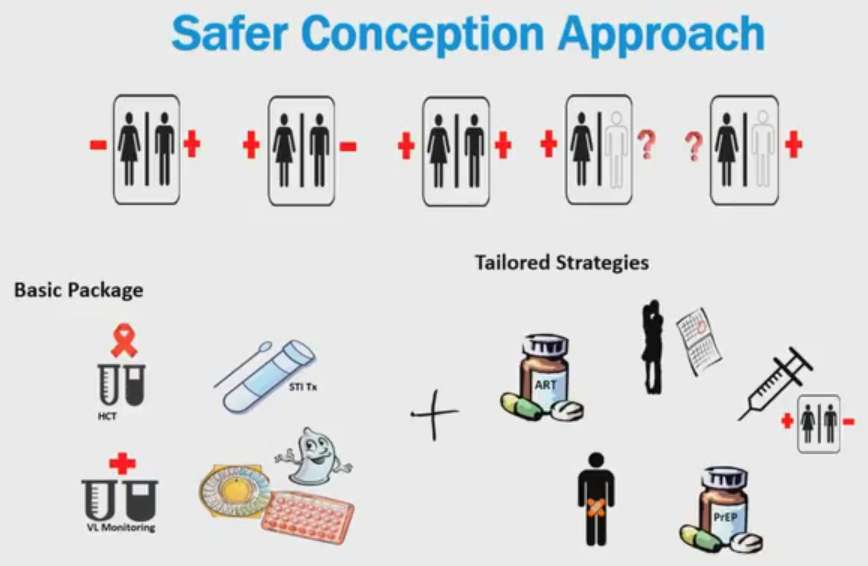 Safer Conception Approach
- + + - + + + ? ? +
Tailored Strategies
Basic Package
HCT
STI Tx
+
ART
+ -
+
VL Monitoring
PrEP